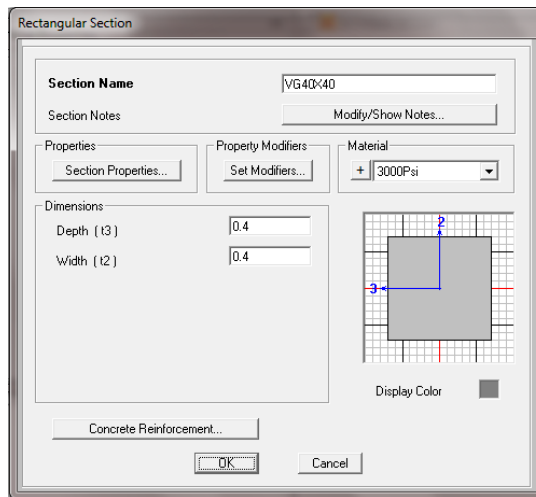 Rectangular Section
Section Name VG40X40
Section Notes Modify/Show Notes...
Properties Property Modifiers Material
Section Properties... Set Modifiers... + 3000Psi
Dimensions
Depth ( t3 ) 0.4
Width ( t2 ) 0.4
2
3
Display Color
Concrete Reinforcement...
OK Cancel